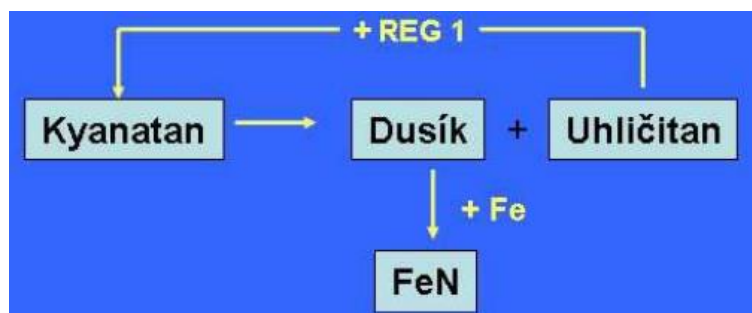 + REG 1
Kyanatan
Dusík + Uhličitan
+ Fe
FeN